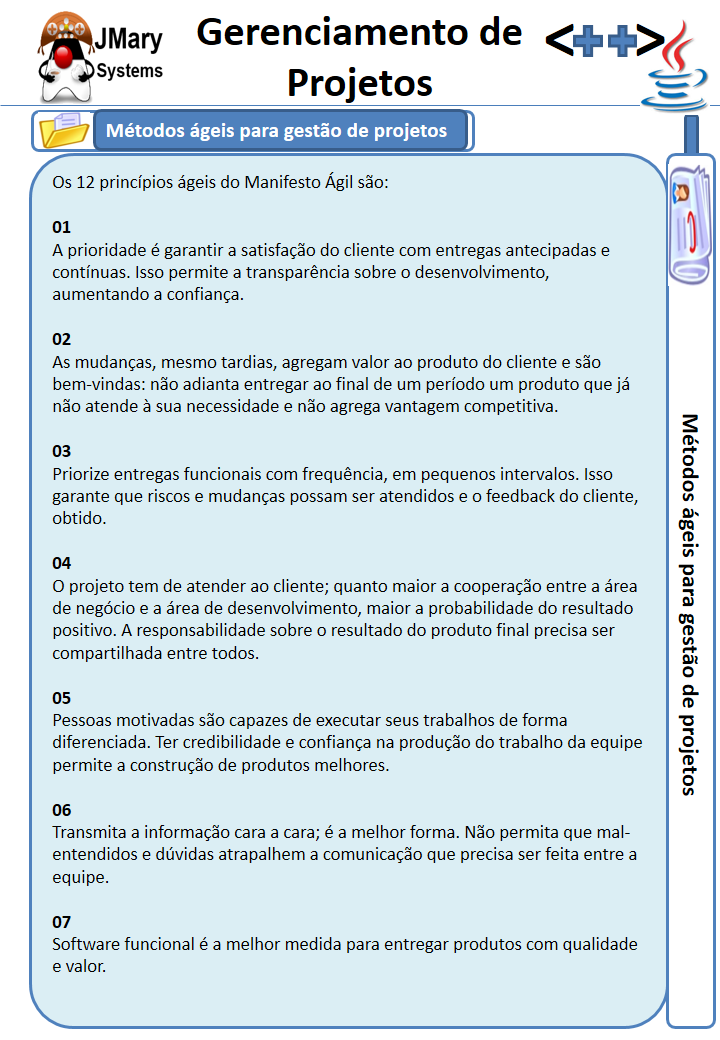 JMary
Systems
Gerenciamento de
Projetos
<++>
Métodos ágeis para gestão de projetos
Os 12 princípios ágeis do Manifesto Ágil são:
01
A prioridade é garantir a satisfação do cliente com entregas antecipadas e
contínuas. Isso permite a transparência sobre o desenvolvimento,
aumentando a confiança.
02
As mudanças, mesmo tardias, agregam valor ao produto do cliente e são
bem-vindas: não adianta entregar ao final de um período um produto que já
não atende à sua necessidade e não agrega vantagem competitiva.
03
Priorize entregas funcionais com frequência, em pequenos intervalos. Isso
garante que riscos e mudanças possam ser atendidos e o feedback do cliente,
obtido.
04
O projeto tem de atender ao cliente; quanto maior a cooperação entre a área
de negócio e a área de desenvolvimento, maior a probabilidade do resultado
positivo. A responsabilidade sobre o resultado do produto final precisa ser
compartilhada entre todos.
05
Pessoas motivadas são capazes de executar seus trabalhos de forma
diferenciada. Ter credibilidade e confiança na produção do trabalho da equipe
permite a construção de produtos melhores.
06
Transmita a informação cara a cara; é a melhor forma. Não permita que mal-
entendidos e dúvidas atrapalhem a comunicação que precisa ser feita entre a
equipe.
07
Software funcional é a melhor medida para entregar produtos com qualidade
e valor.
Métodos ágeis para gestão de projetos